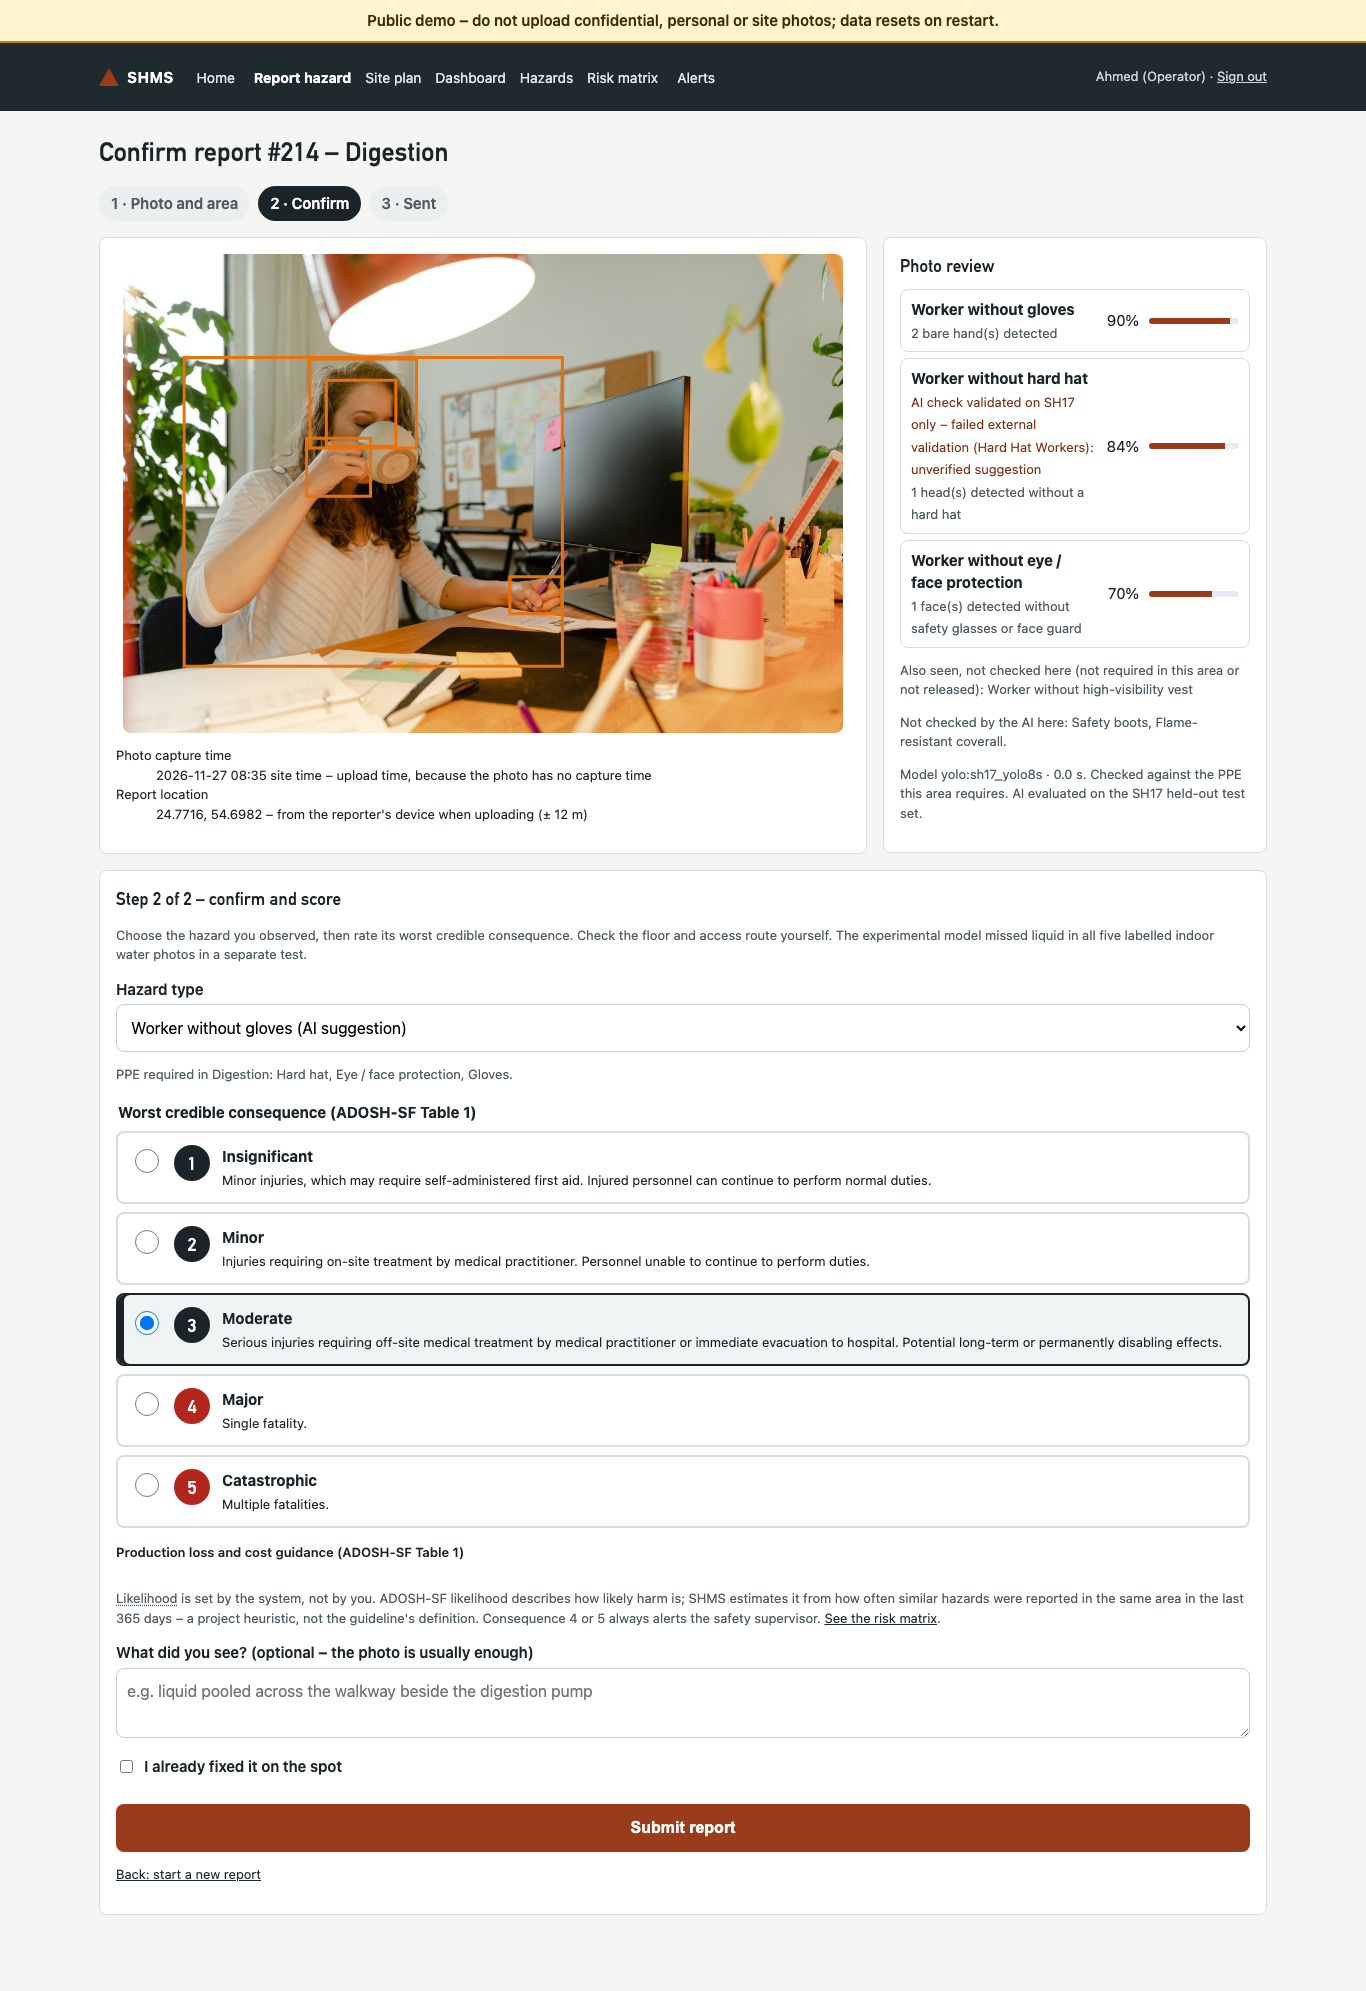 Public demo – do not upload confidential, personal or site photos; data resets on restart.
SHMS Home Report hazard Site plan Dashboard Hazards Risk matrix Alerts Ahmed (Operator) · Sign out
Confirm report #214 – Digestion
1 · Photo and area 2 · Confirm 3 · Sent
Photo capture time
2026-11-27 08:35 site time – upload time, because the photo has no capture time
Report location
24.7716, 54.6982 – from the reporter's device when uploading (± 12 m)
Photo review
Worker without gloves
2 bare hand(s) detected
90%
Worker without hard hat
AI check validated on SH17
only – failed external
validation (Hard Hat Workers):
unverified suggestion
1 head(s) detected without a
hard hat
84%
Worker without eye /
face protection
1 face(s) detected without
safety glasses or face guard
70%
Also seen, not checked here (not required in this area or
not released): Worker without high-visibility vest
Not checked by the AI here: Safety boots, Flame-
resistant coverall.
Model yolo:sh17_yolo8s · 0.0 s. Checked against the PPE
this area requires. AI evaluated on the SH17 held-out test
set.
Step 2 of 2 – confirm and score
Choose the hazard you observed, then rate its worst credible consequence. Check the floor and access route yourself. The experimental model missed liquid in all five labelled indoor
water photos in a separate test.
Hazard type
Worker without gloves (AI suggestion)
PPE required in Digestion: Hard hat, Eye / face protection, Gloves.
Worst credible consequence (ADOSH-SF Table 1)
1 Insignificant
Minor injuries, which may require self-administered first aid. Injured personnel can continue to perform normal duties.
2 Minor
Injuries requiring on-site treatment by medical practitioner. Personnel unable to continue to perform duties.
3 Moderate
Serious injuries requiring off-site medical treatment by medical practitioner or immediate evacuation to hospital. Potential long-term or permanently disabling effects.
4 Major
Single fatality.
5 Catastrophic
Multiple fatalities.
Production loss and cost guidance (ADOSH-SF Table 1)
Likelihood is set by the system, not by you. ADOSH-SF likelihood describes how likely harm is; SHMS estimates it from how often similar hazards were reported in the same area in the last
365 days – a project heuristic, not the guideline's definition. Consequence 4 or 5 always alerts the safety supervisor. See the risk matrix.
What did you see? (optional – the photo is usually enough)
e.g. liquid pooled across the walkway beside the digestion pump
I already fixed it on the spot
Submit report
Back: start a new report